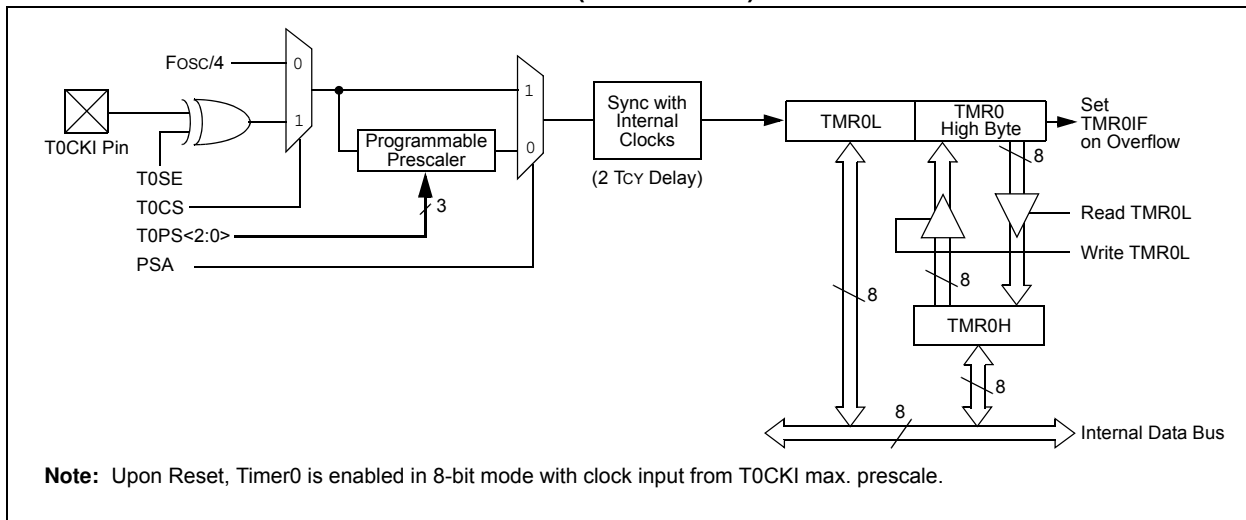 FOSC/4
0
1
T0CKI Pin
T0SE
T0CS
T0PS<2:0>
PSA
Programmable
Prescaler
3
1
0
Sync with
Internal
Clocks
(2 TCY Delay)
TMR0L
TMR0
High Byte
Set
TMR0IF
on Overflow
8
Read TMR0L
Write TMR0L
8
8
TMR0H
8
8
Internal Data Bus
Note: Upon Reset, Timer0 is enabled in 8-bit mode with clock input from T0CKI max. prescale.